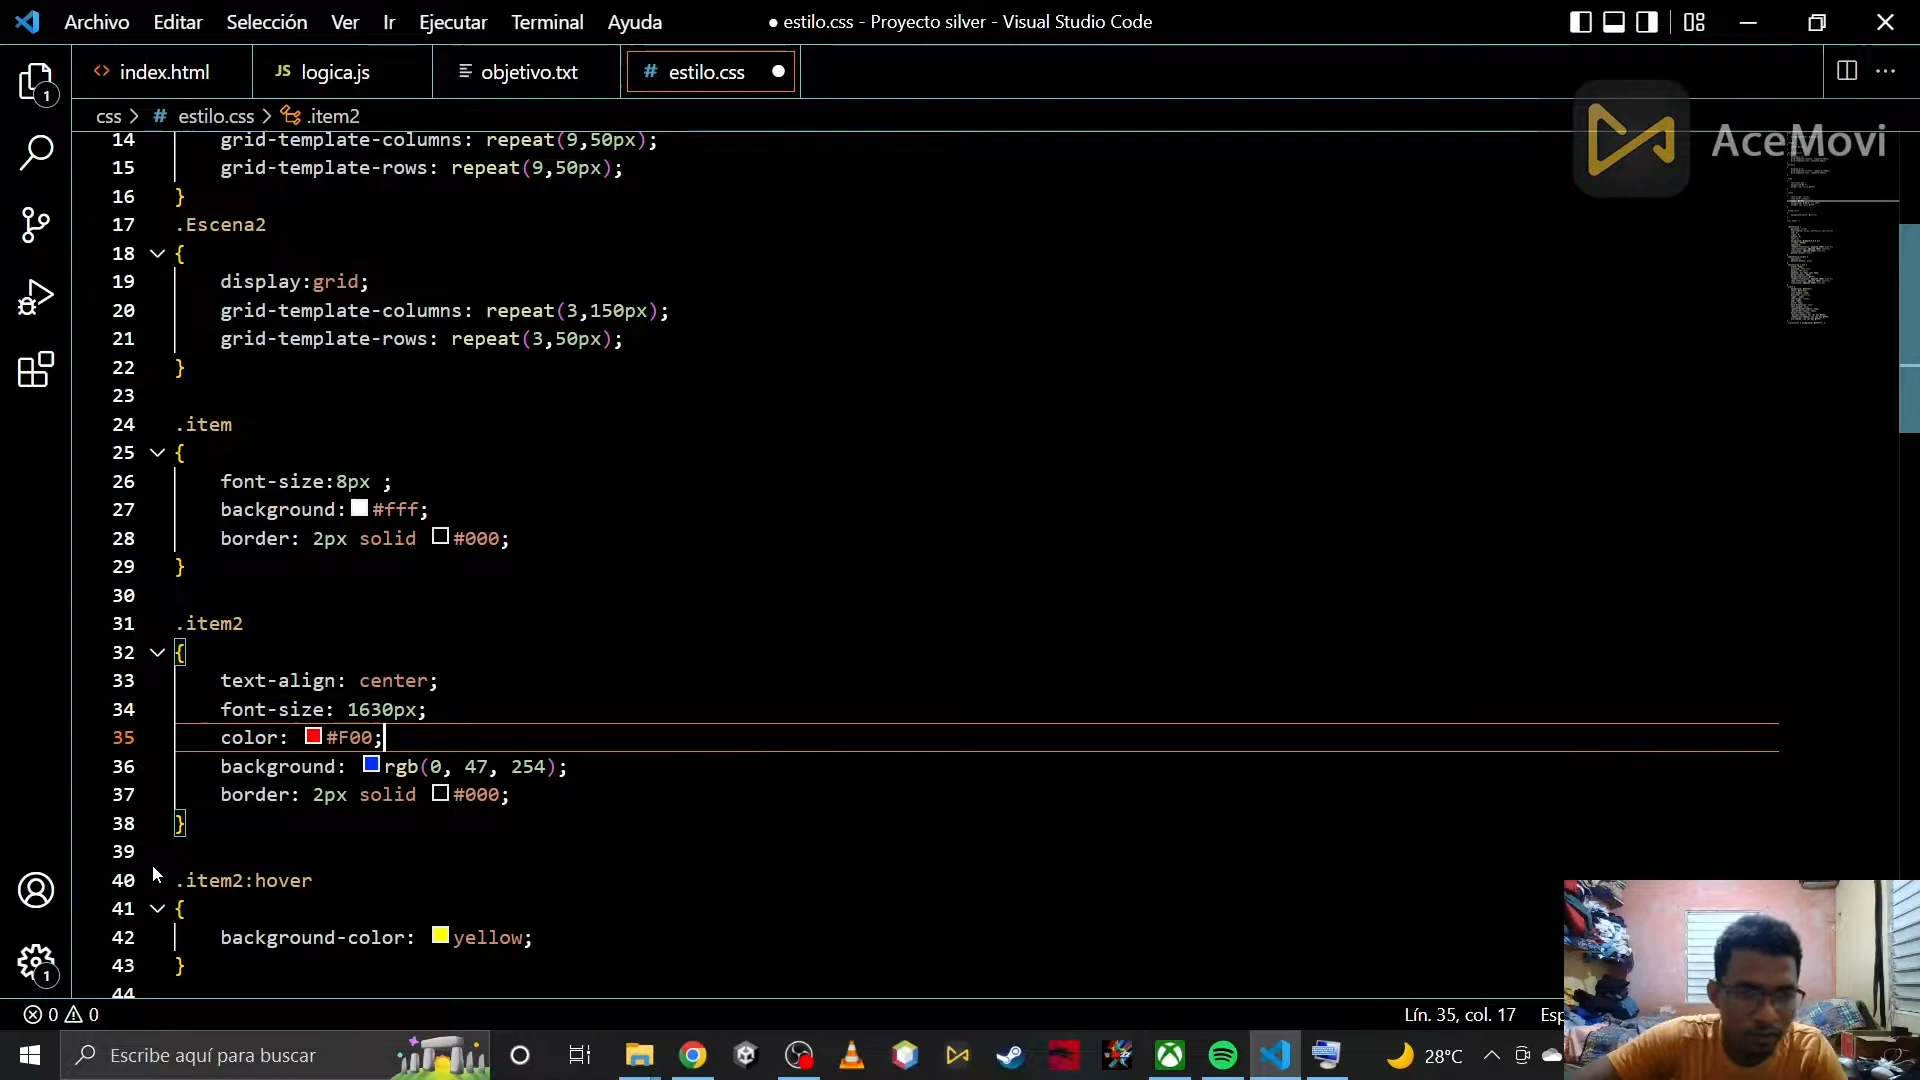 Archivo Editar Selección Ver Ir Ejecutar Terminal Ayuda
● estilo.css - Proyecto silver - Visual Studio Code
index.html
JS logica.js
objetivo.txt
# estilo.css
css > # estilo.css > .item2
AceMovi
14 grid-template-columns: repeat(9,50px);
15 grid-template-rows: repeat(9,50px);
16 }
17 .Escena2
18 {
19 display:grid;
20 grid-template-columns: repeat(3,150px);
21 grid-template-rows: repeat(3,50px);
22 }
23
24 .item
25 {
26 font-size:8px ;
27 background: #fff;
28 border: 2px solid #000;
29 }
30
31 .item2
32 {
33 text-align: center;
34 font-size: 1630px;
35 color: #F00;
36 background: rgb(0, 47, 254);
37 border: 2px solid #000;
38 }
39
40 .item2:hover
41 {
42 background-color: yellow;
43 }
44
1
1
0 0
Lín. 35, col. 17 Esp
Escribe aquí para buscar
28°C